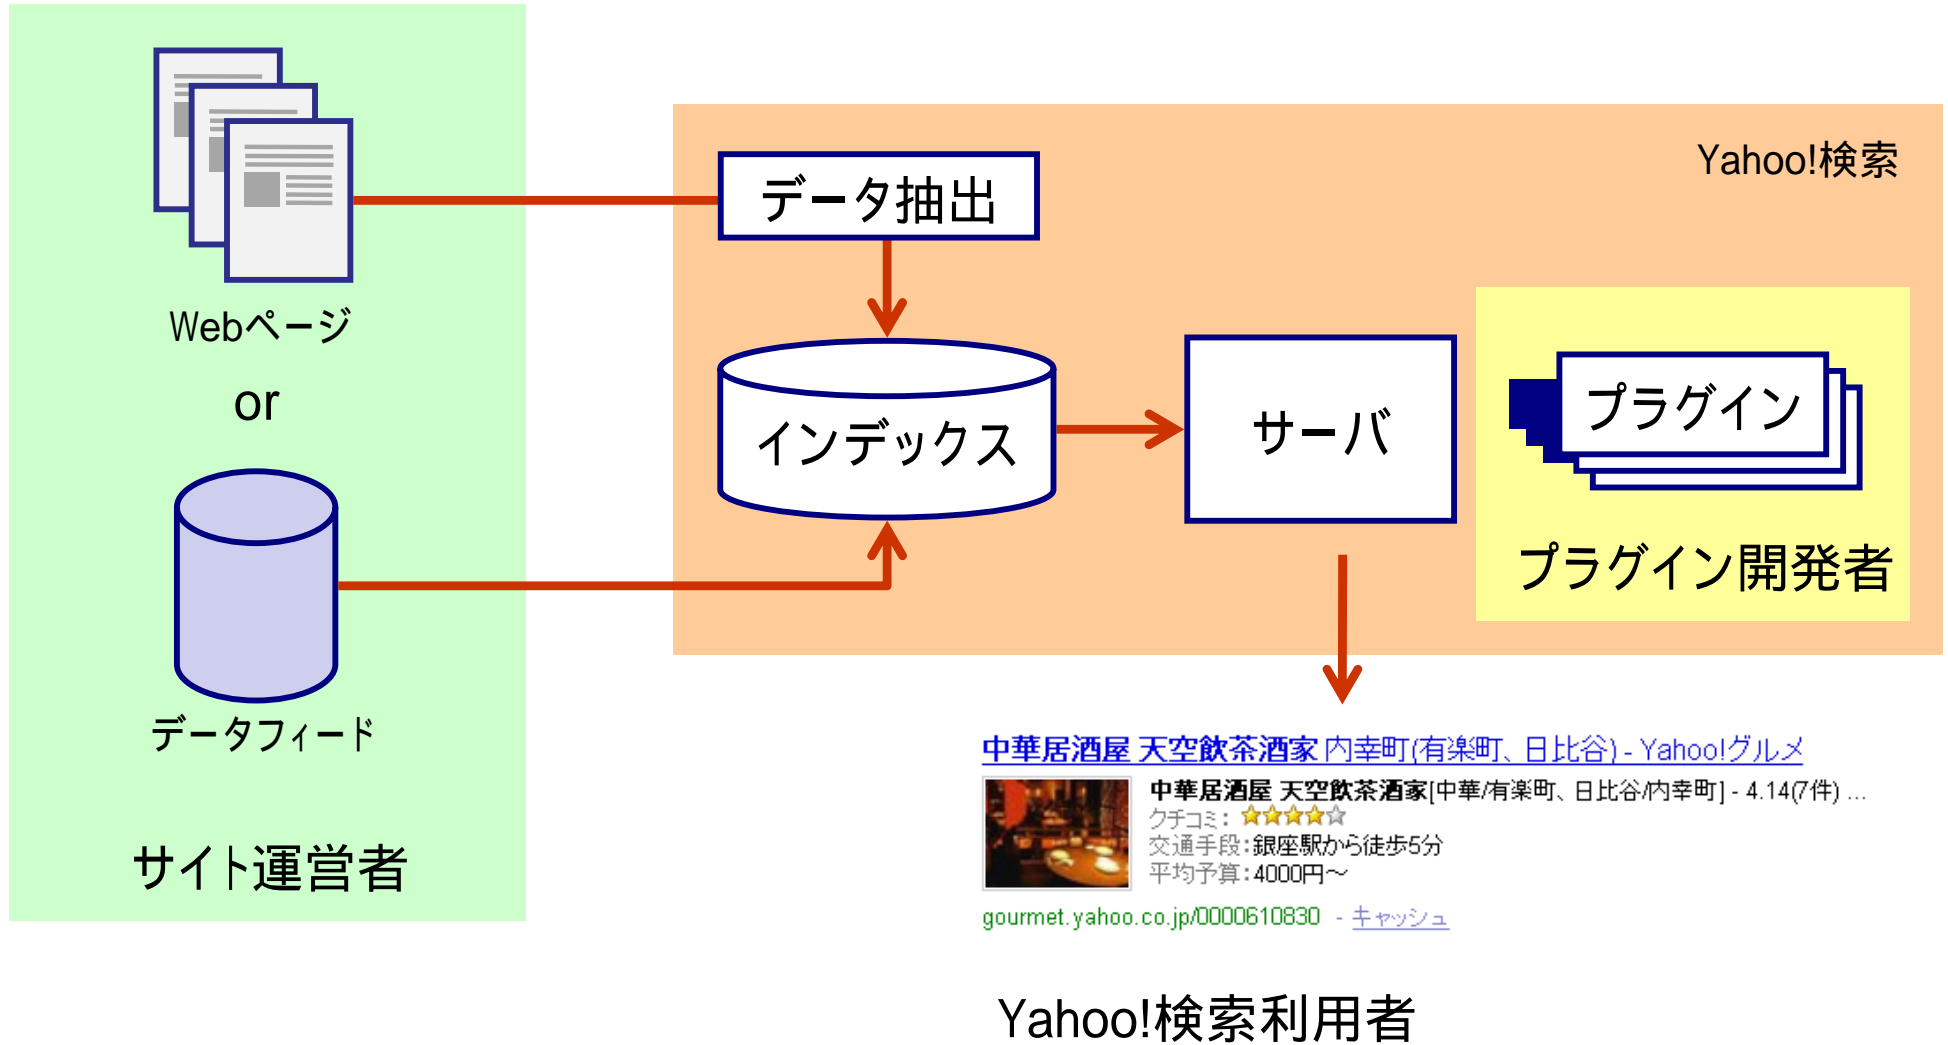 Webページ
or
データフィード
サイト運営者
Yahoo!検索
データ抽出
インデックス
サーバ
プラグイン
プラグイン開発者
中華居酒屋 天空飲茶酒家 内幸町(有楽町、日比谷) - Yahoo!グルメ
中華居酒屋 天空飲茶酒家[中華/有楽町、日比谷/内幸町] - 4.14(7件) ...
クチコミ:
交通手段:銀座駅から徒歩5分
平均予算:4000円～
gourmet.yahoo.co.jp/0000610830 - キャッシュ
Yahoo!検索利用者